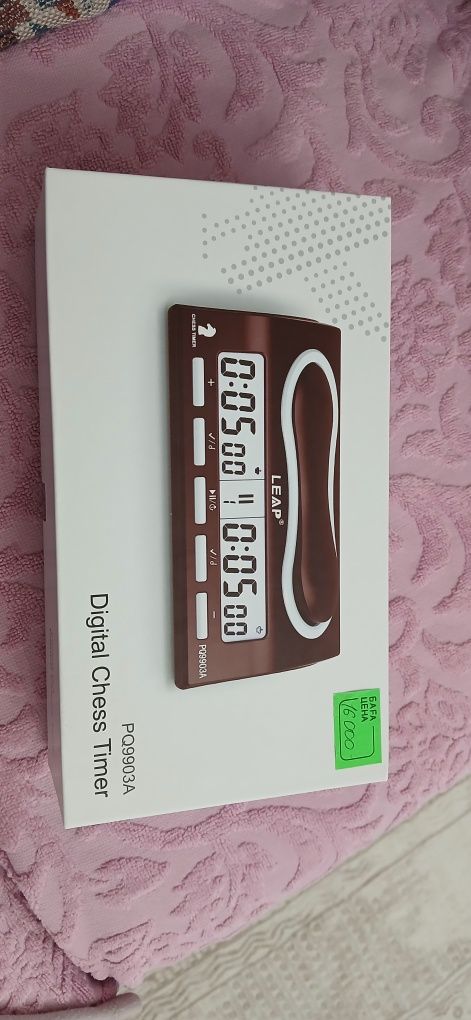 LEAP®
0:05 00 0:05 00
CHESS TIMER
+
-
PQ9903A
PQ9903A
Digital Chess Timer
БАҒА
ЦЕНА
16 000